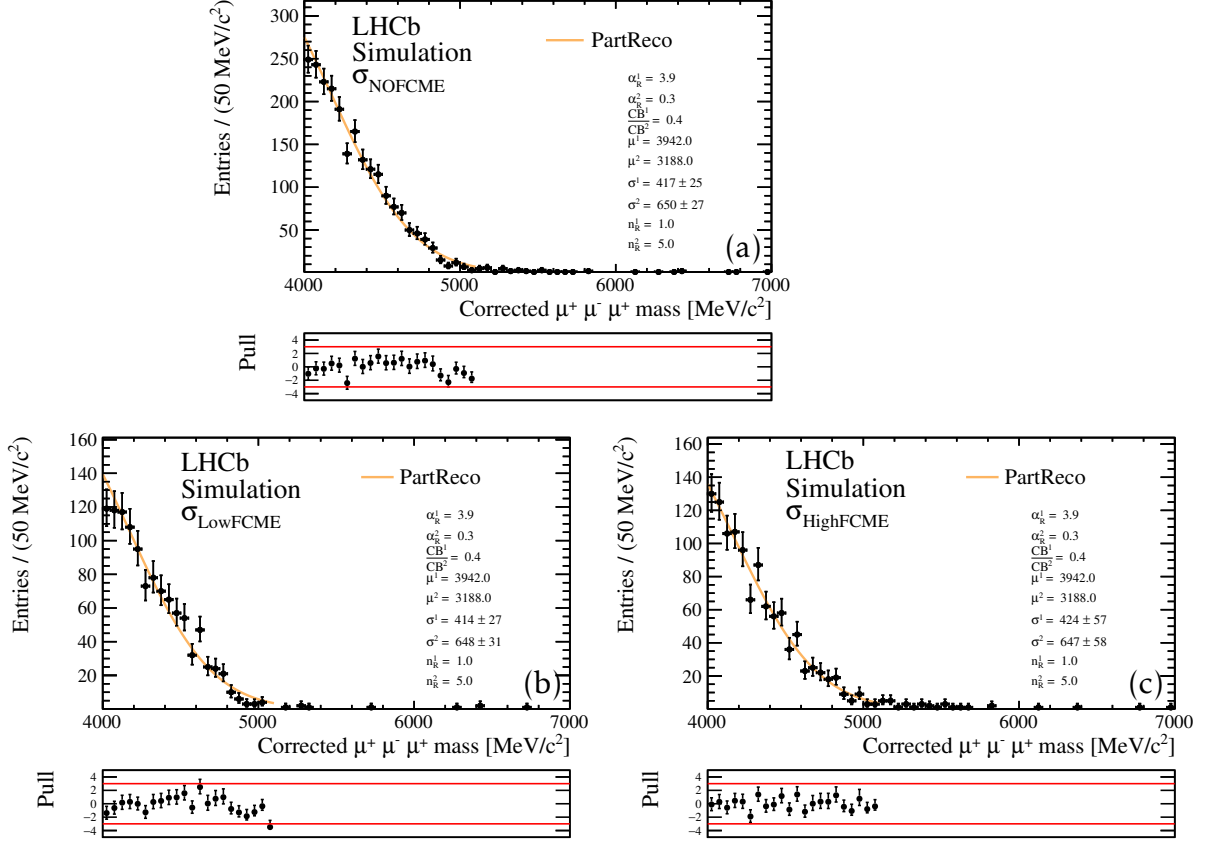 LHCb
Simulation
σNOFCME
PartReco
α¹R = 3.9
α²R = 0.3
CB¹/CB² = 0.4
μ¹ = 3942.0
μ² = 3188.0
σ¹ = 417 ± 25
σ² = 650 ± 27
n¹R = 1.0
n²R = 5.0
(a)
Entries / (50 MeV/c²)
300
250
200
150
100
50
4000 5000 6000 7000
Corrected μ⁺ μ⁻ μ⁺ mass [MeV/c²]
Pull
4
2
0
−2
−4
LHCb
Simulation
σLowFCME
PartReco
α¹R = 3.9
α²R = 0.3
CB¹/CB² = 0.4
μ¹ = 3942.0
μ² = 3188.0
σ¹ = 414 ± 27
σ² = 648 ± 31
n¹R = 1.0
n²R = 5.0
(b)
Entries / (50 MeV/c²)
160
140
120
100
80
60
40
20
4000 5000 6000 7000
Corrected μ⁺ μ⁻ μ⁺ mass [MeV/c²]
Pull
4
2
0
−2
−4
LHCb
Simulation
σHighFCME
PartReco
α¹R = 3.9
α²R = 0.3
CB¹/CB² = 0.4
μ¹ = 3942.0
μ² = 3188.0
σ¹ = 424 ± 57
σ² = 647 ± 58
n¹R = 1.0
n²R = 5.0
(c)
Entries / (50 MeV/c²)
160
140
120
100
80
60
40
20
4000 5000 6000 7000
Corrected μ⁺ μ⁻ μ⁺ mass [MeV/c²]
Pull
4
2
0
−2
−4